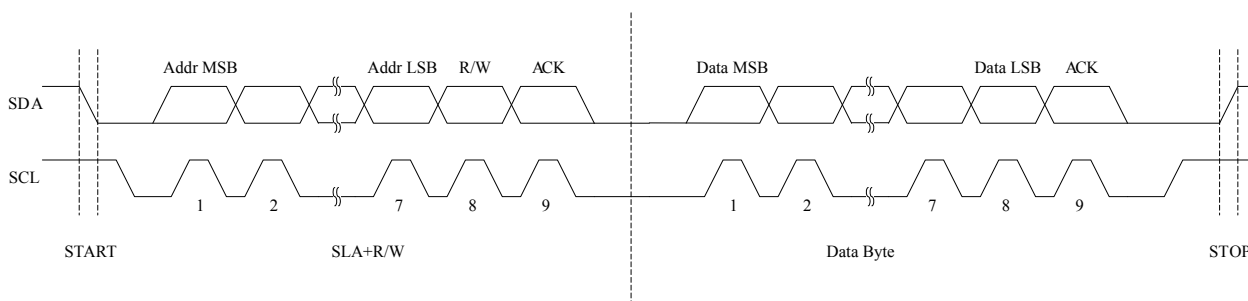 Addr MSB Addr LSB R/W ACK Data MSB Data LSB ACK
SDA
SCL
1 2 7 8 9 1 2 7 8 9
START SLA+R/W Data Byte STOP